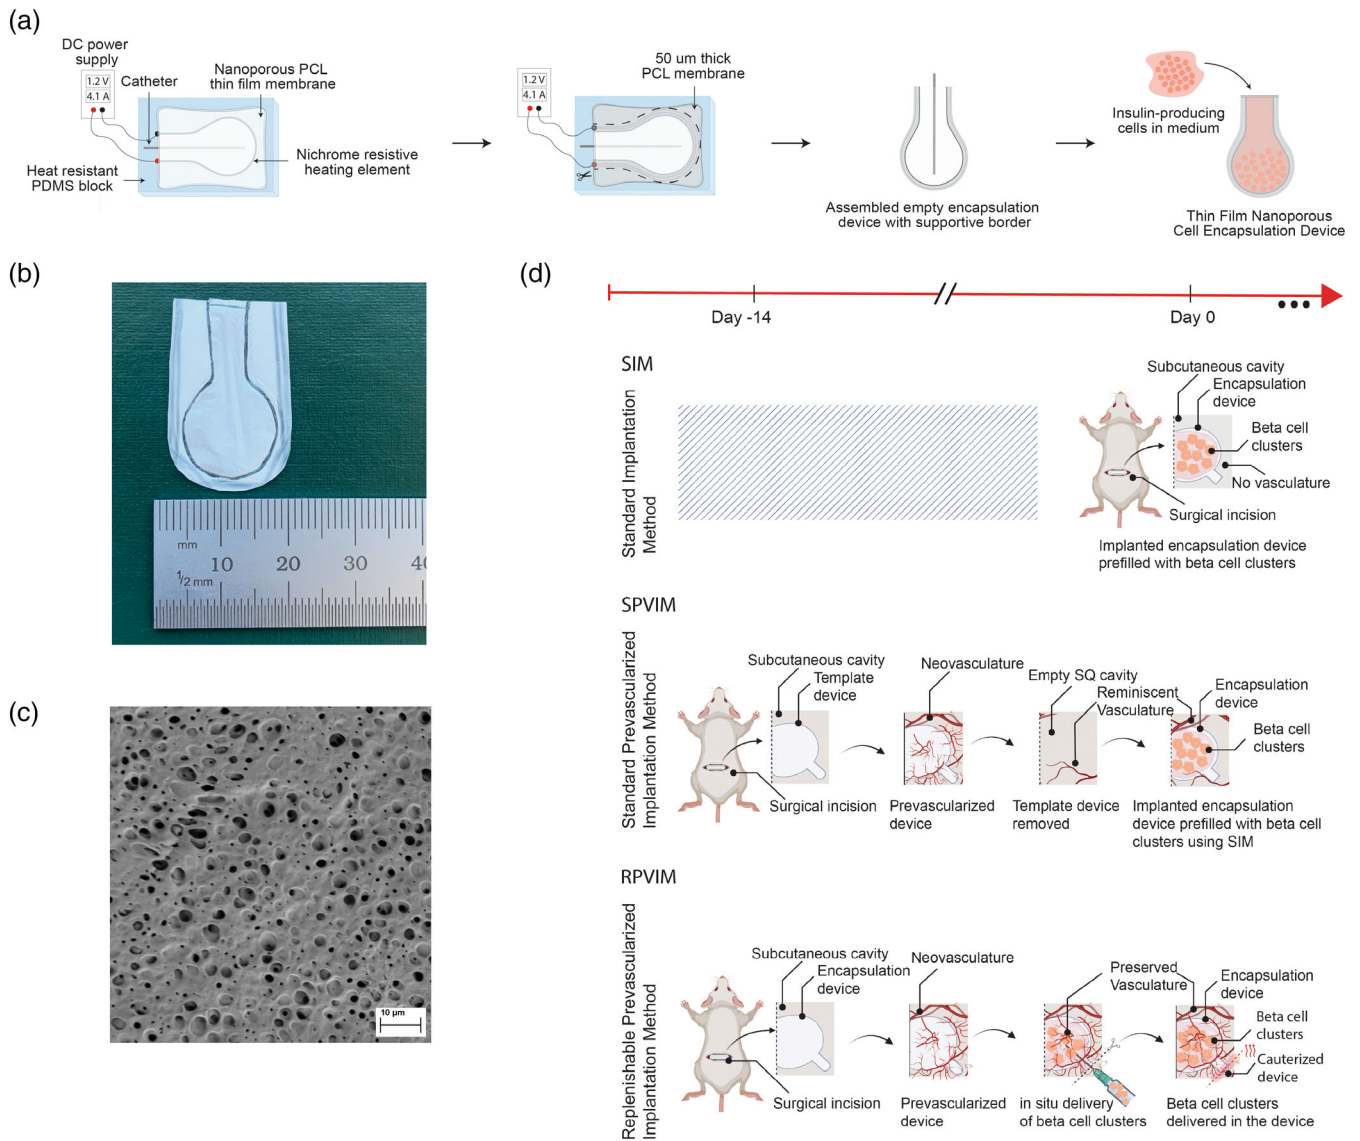 (a)
DC power
supply
1.2 V
4.1 A
Catheter
Nanoporous PCL
thin film membrane
Heat resistant
PDMS block
Nichrome resistive
heating element
1.2 V
4.1 A
50 um thick
PCL membrane
Assembled empty encapsulation
device with supportive border
Insulin-producing
cells in medium
Thin Film Nanoporous
Cell Encapsulation Device
(b)
mm
10 20 30 40
1/2 mm
(c)
10 µm
(d)
Day -14
Day 0
SIM
Standard Implantation
Method
Subcutaneous cavity
Encapsulation
device
Beta cell
clusters
No vasculature
Surgical incision
Implanted encapsulation device
prefilled with beta cell clusters
SPVIM
Standard Prevascularized
Implantation Method
Subcutaneous cavity
Template
device
Surgical incision
Neovasculature
Prevascularized
device
Empty SQ cavity
Reminiscent
Vasculature
Template device
removed
Encapsulation
device
Beta cell
clusters
Implanted encapsulation
device prefilled with beta cell
clusters using SIM
RPVIM
Replenishable Prevascularized
Implantation Method
Subcutaneous cavity
Encapsulation
device
Surgical incision
Neovasculature
Prevascularized
device
Preserved
Vasculature
in situ delivery
of beta cell clusters
Encapsulation
device
Beta cell
clusters
Cauterized
device
Beta cell clusters
delivered in the device